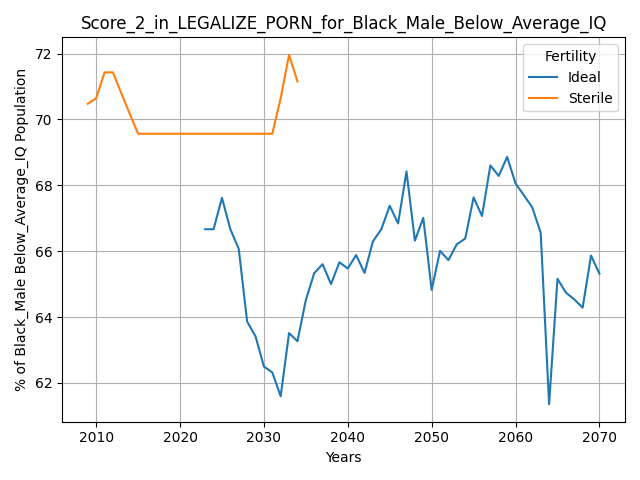 Score_2_in_LEGALIZE_PORN_for_Black_Male_Below_Average_IQ
% of Black_Male Below_Average_IQ Population
72
70
68
66
64
62
Fertility
Ideal
Sterile
2010 2020 2030 2040 2050 2060 2070
Years